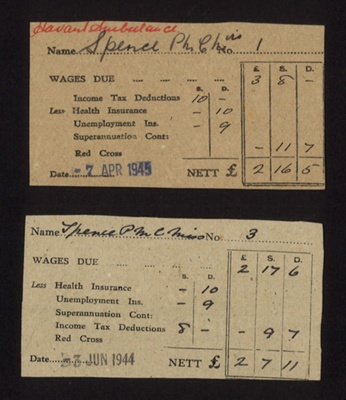 Havant Ambulance
Name Spence P M C Miss No. 1
£ S. D.
WAGES DUE .... .... .... 3 8 -
S. D.
Income Tax Deductions 10 -
Less Health Insurance - 10
Unemployment Ins. - 9
Superannuation Cont:
- 11 7
Red Cross
Date 7 APR 1945 NETT £ 2 16 5
Name Spence P M C Miss No: 3
£ S. D.
WAGES DUE .... .... .... 2 17 6
S. D.
Less Health Insurance - 10
Unemployment Ins. - 9
Superannuation Cont:
Income Tax Deductions 8 - - 9 7
Red Cross
Date JUN 1944 NETT £ 2 7 11